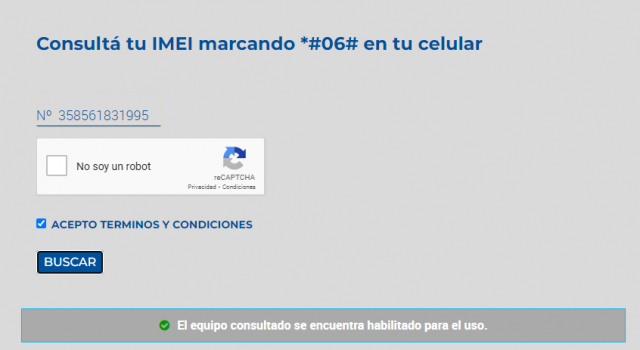 Consultá tu IMEI marcando *#06# en tu celular
Nº 358561831995
No soy un robot
reCAPTCHA
Privacidad - Condiciones
ACEPTO TERMINOS Y CONDICIONES
BUSCAR
El equipo consultado se encuentra habilitado para el uso.